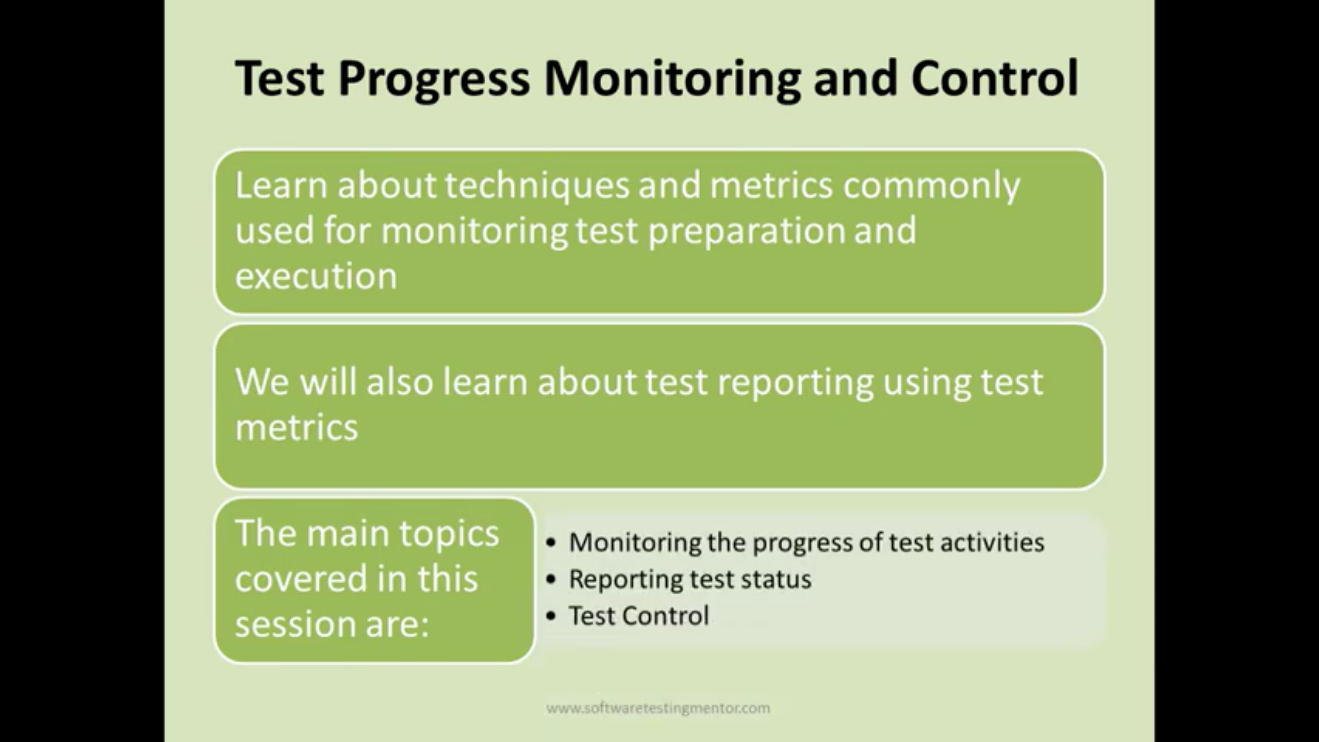 Test Progress Monitoring and Control
Learn about techniques and metrics commonly
used for monitoring test preparation and
execution
We will also learn about test reporting using test
metrics
The main topics
covered in this
session are:
• Monitoring the progress of test activities
• Reporting test status
• Test Control
www.softwaretestingmentor.com